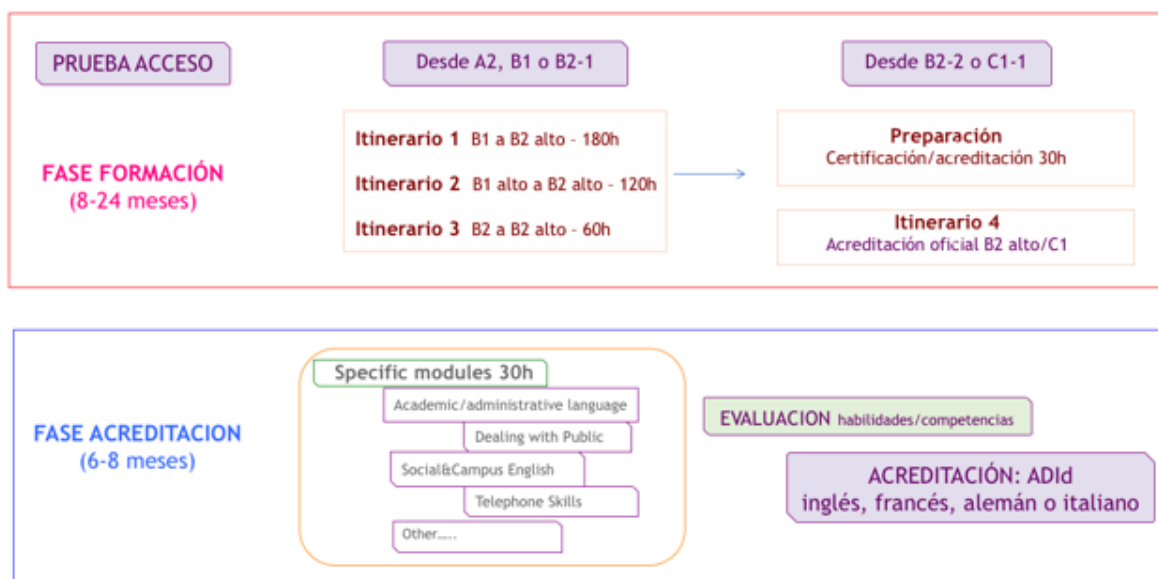 PRUEBA ACCESO
Desde A2, B1 o B2-1
Desde B2-2 o C1-1
FASE FORMACIÓN
(8-24 meses)
Itinerario 1 B1 a B2 alto - 180h
Itinerario 2 B1 alto a B2 alto - 120h
Itinerario 3 B2 a B2 alto - 60h
Preparación
Certificación/acreditación 30h
Itinerario 4
Acreditación oficial B2 alto/C1
FASE ACREDITACION
(6-8 meses)
Specific modules 30h
Academic/administrative language
Dealing with Public
Social&Campus English
Telephone Skills
Other.....
EVALUACION habilidades/competencias
ACREDITACIÓN: ADId
inglés, francés, alemán o italiano